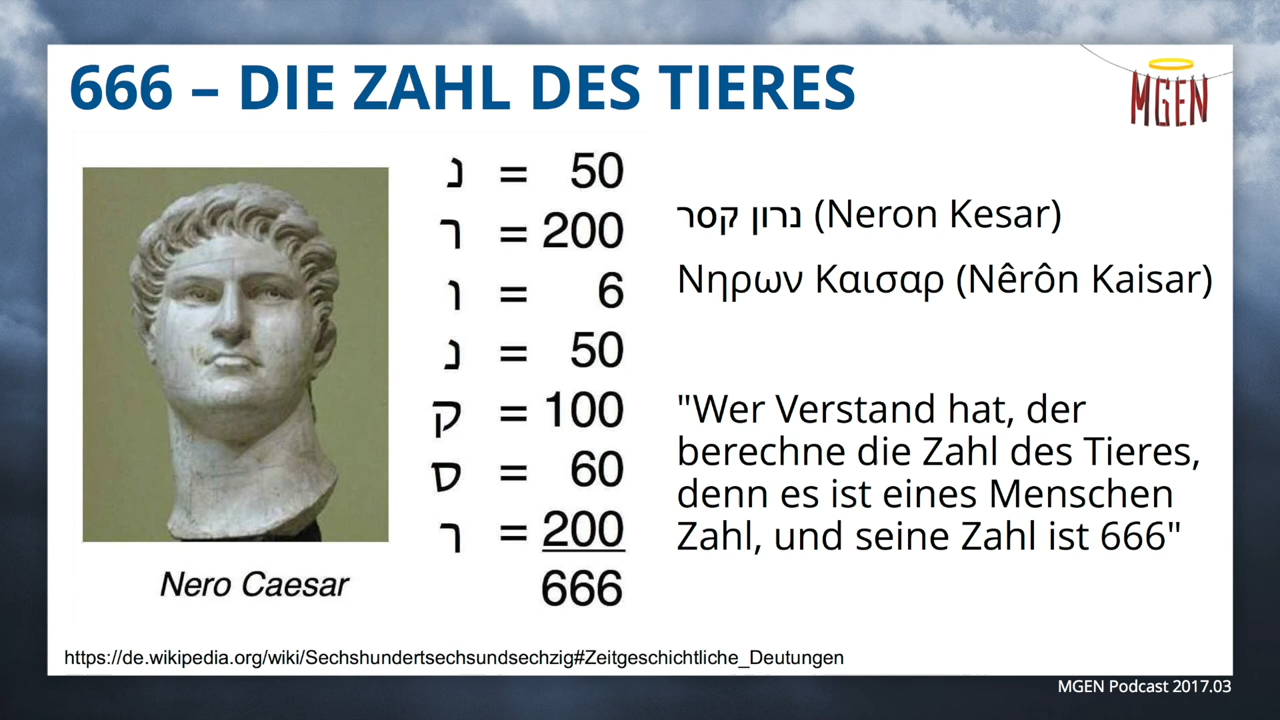 666 – DIE ZAHL DES TIERES
MGEN
נ = 50
ר = 200
ו = 6
נ = 50
ק = 100
ס = 60
ר = 200
666
Nero Caesar
נרון קסר (Neron Kesar)
Νηρων Καισαρ (Nêrôn Kaisar)
"Wer Verstand hat, der
berechne die Zahl des Tieres,
denn es ist eines Menschen
Zahl, und seine Zahl ist 666"
https://de.wikipedia.org/wiki/Sechshundertsechsundsechzig#Zeitgeschichtliche_Deutungen
MGEN Podcast 2017.03